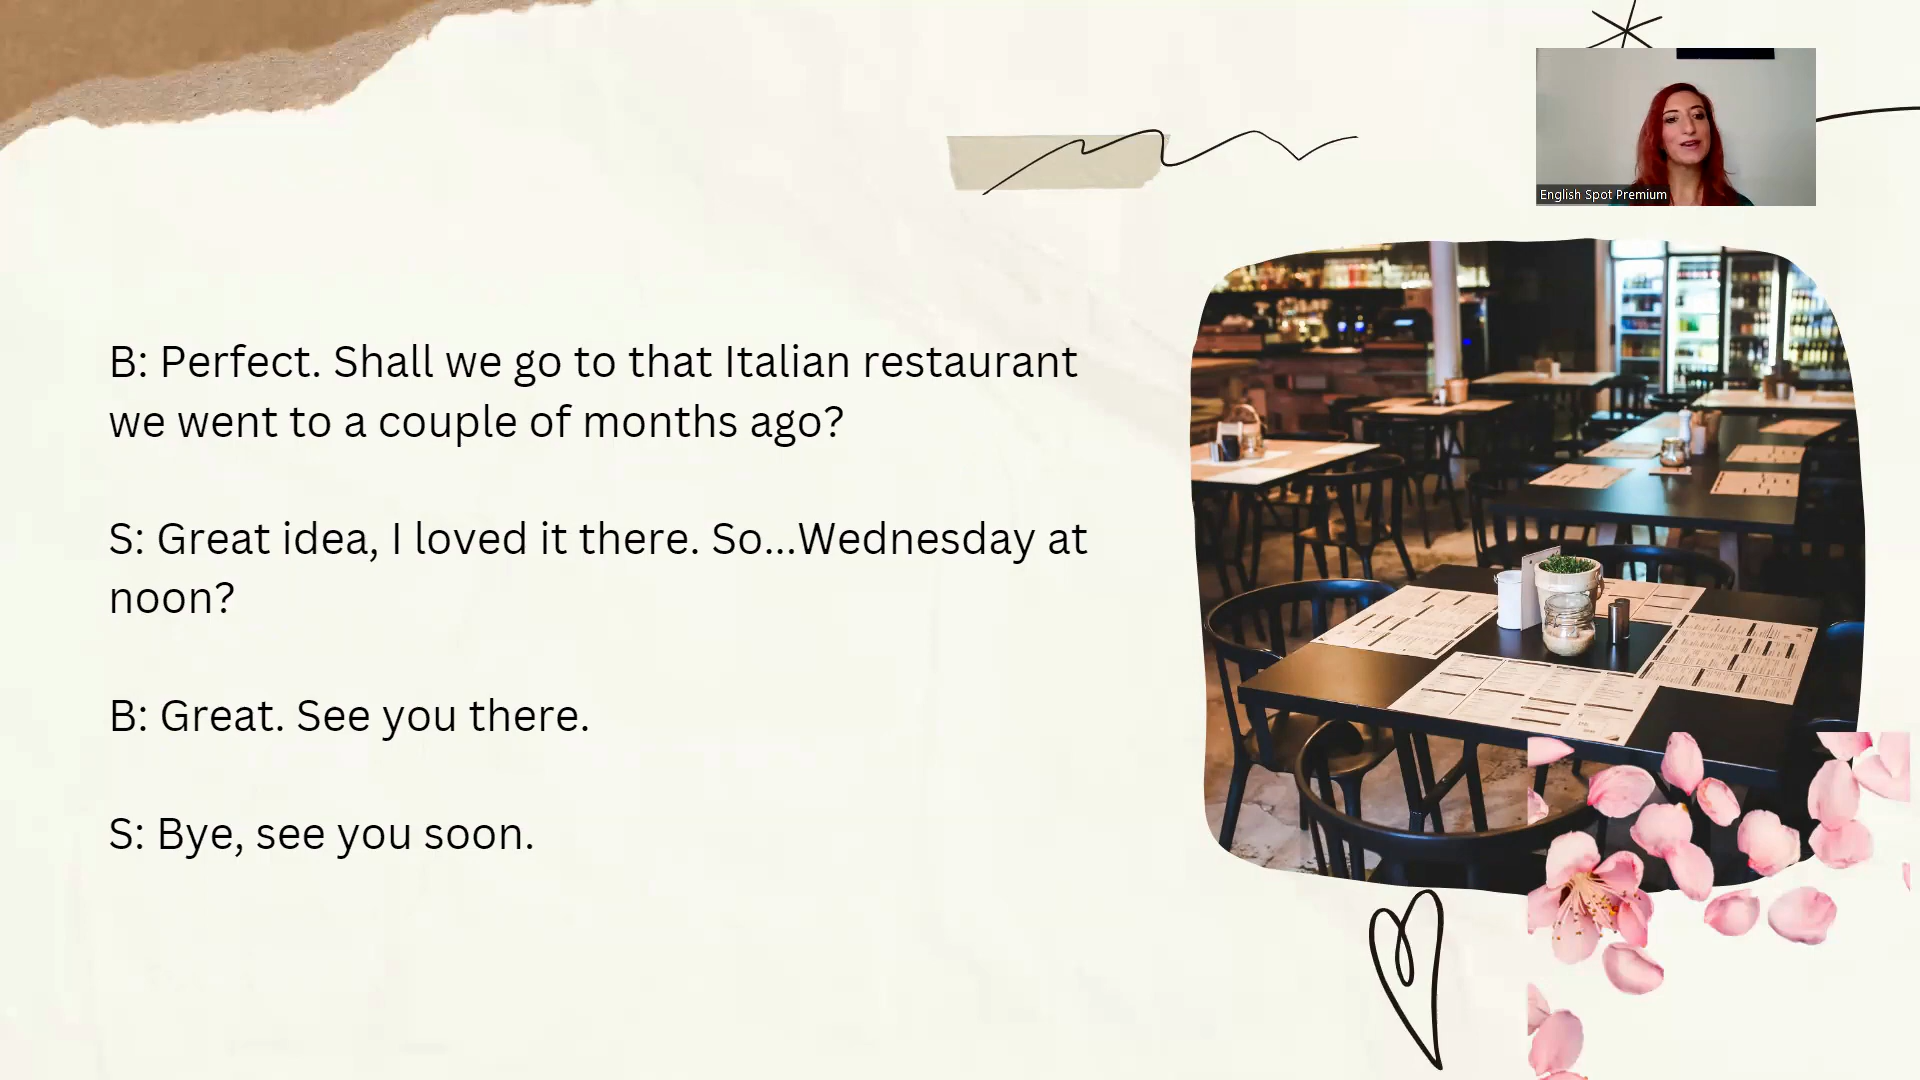 English Spot Premium
B: Perfect. Shall we go to that Italian restaurant
we went to a couple of months ago?
S: Great idea, I loved it there. So...Wednesday at
noon?
B: Great. See you there.
S: Bye, see you soon.